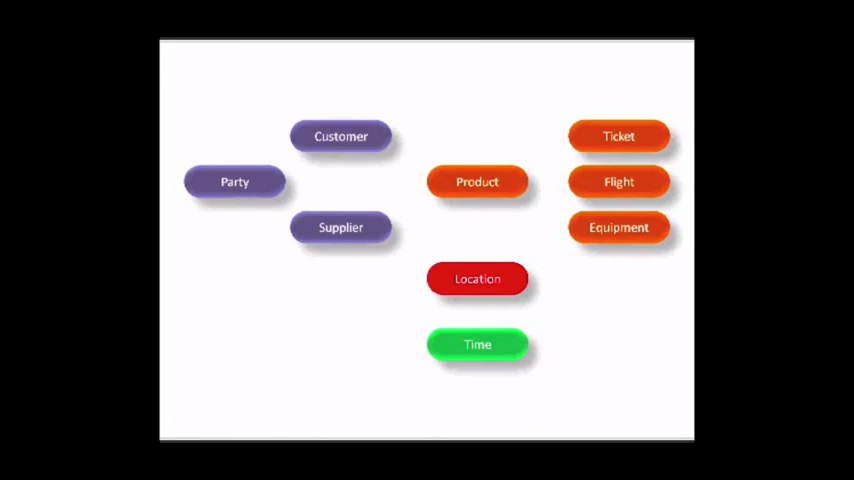 Customer
Ticket
Party
Product
Flight
Supplier
Equipment
Location
Time